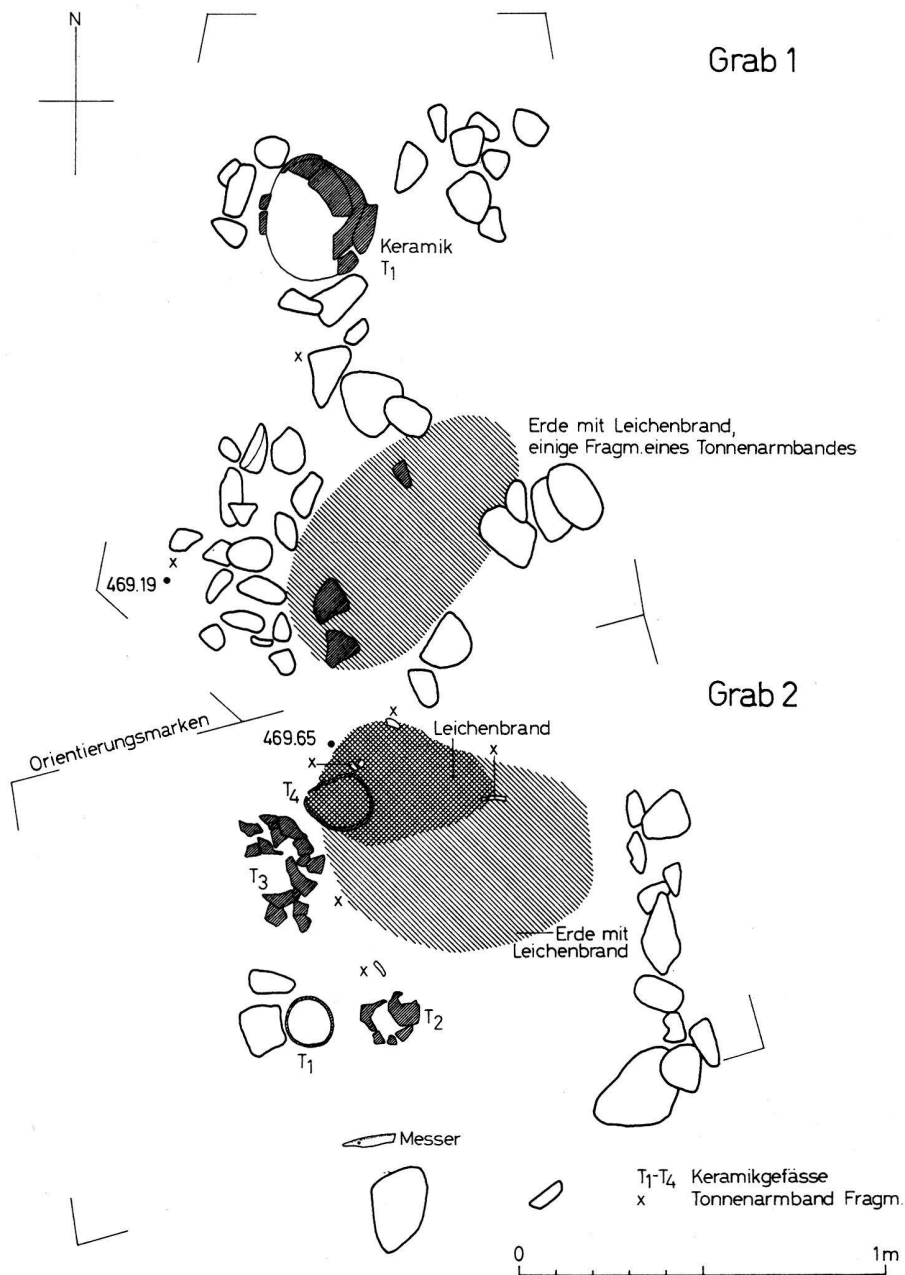 N
Grab 1
Keramik
T1
x
Erde mit Leichenbrand,
einige Fragm. eines Tonnenarmbandes
x
469.19
Grab 2
Orientierungsmarken
x
Leichenbrand
469.65
x
x
T4
T3
x
Erde mit
Leichenbrand
x
T2
T1
Messer
T1-T4 Keramikgefässe
x Tonnenarmband Fragm.
0 1m